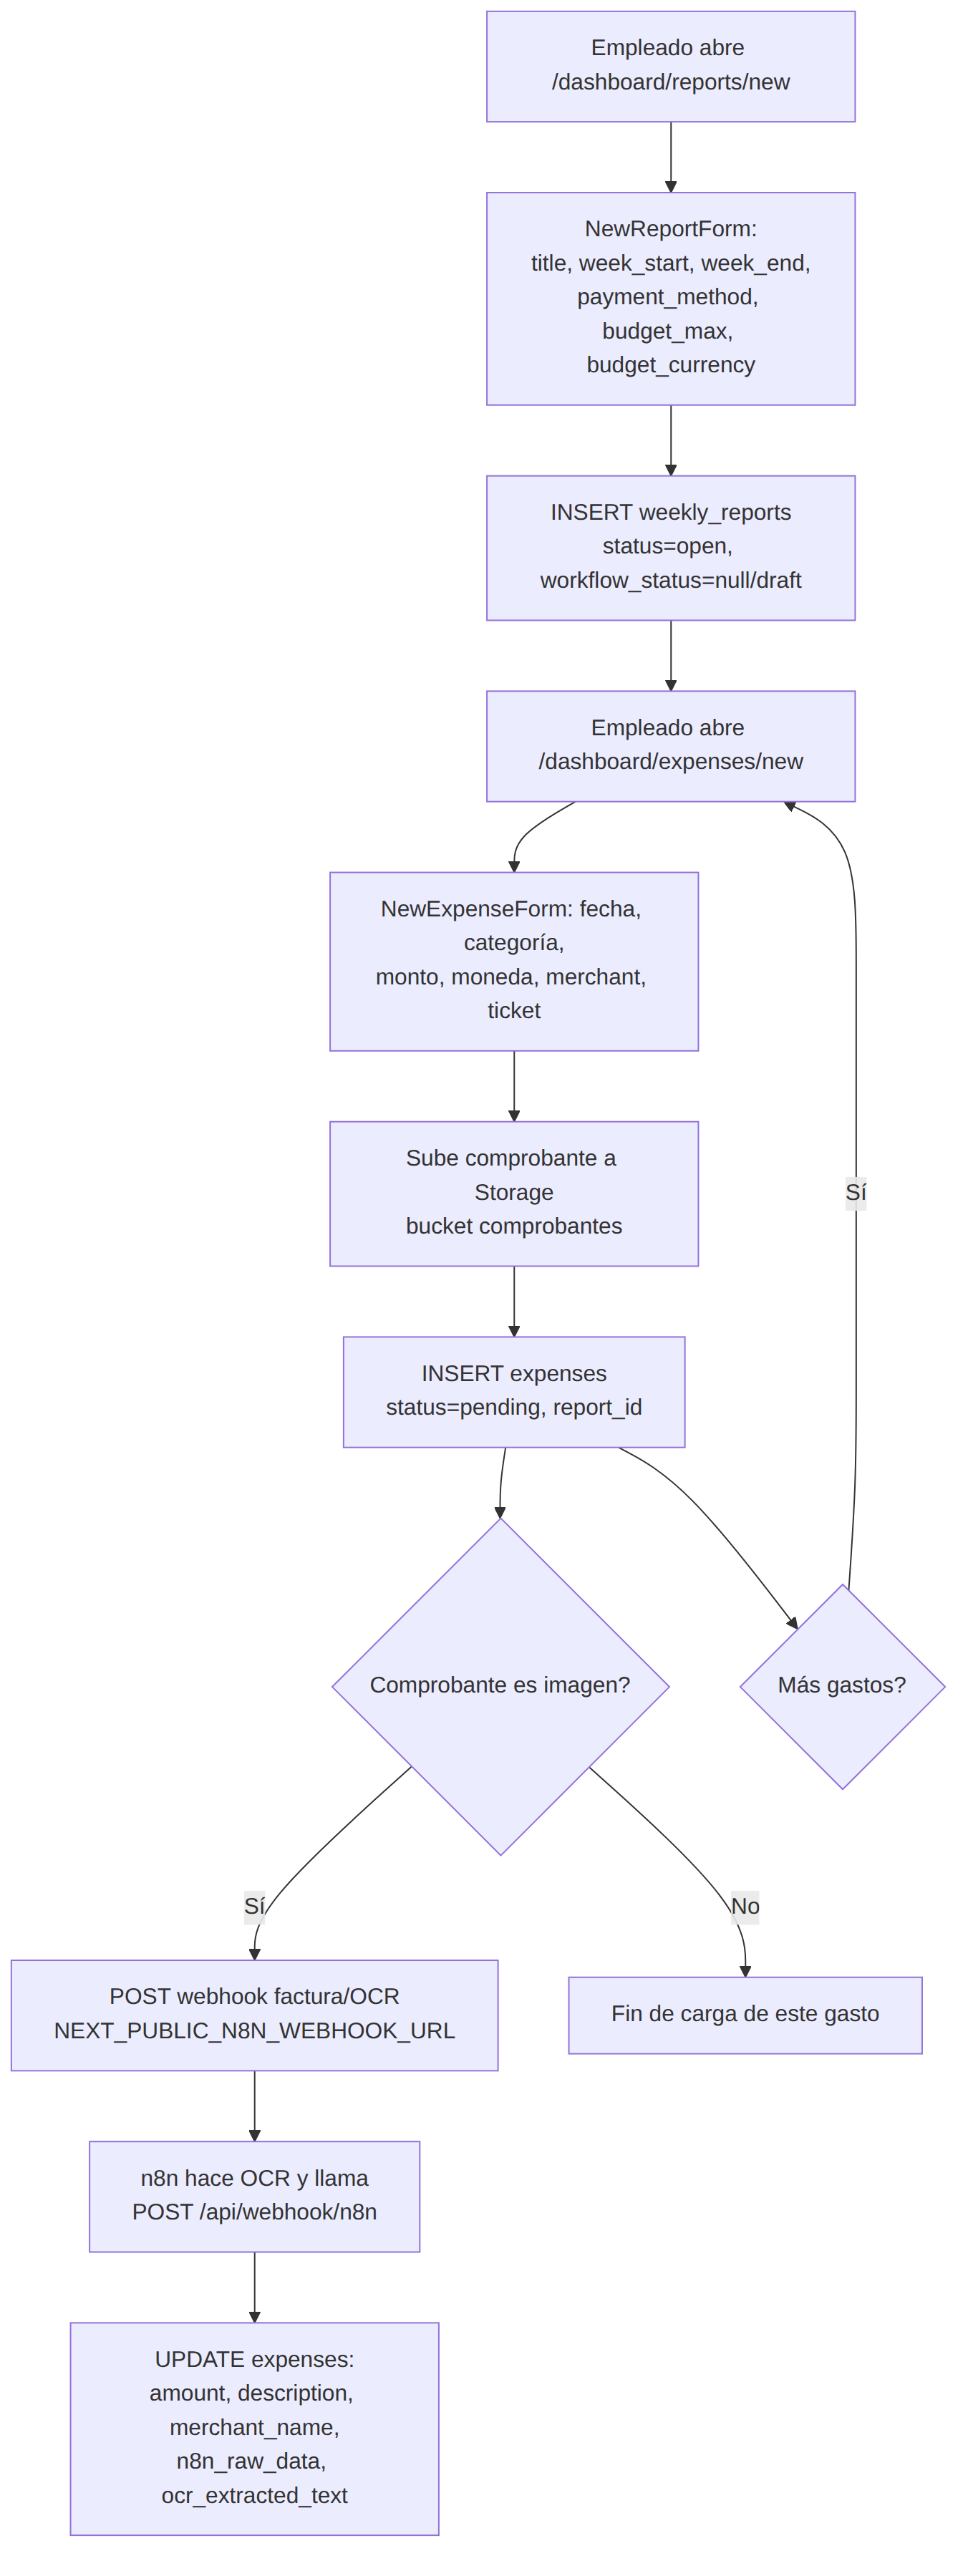 Empleado abre
/dashboard/reports/new
NewReportForm:
title, week_start, week_end,
payment_method,
budget_max,
budget_currency
INSERT weekly_reports
status=open,
workflow_status=null/draft
Empleado abre
/dashboard/expenses/new
NewExpenseForm: fecha,
categoría,
monto, moneda, merchant,
ticket
Sube comprobante a
Storage
bucket comprobantes
Sí
INSERT expenses
status=pending, report_id
Comprobante es imagen?
Más gastos?
Sí
No
POST webhook factura/OCR
NEXT_PUBLIC_N8N_WEBHOOK_URL
Fin de carga de este gasto
n8n hace OCR y llama
POST /api/webhook/n8n
UPDATE expenses:
amount, description,
merchant_name,
n8n_raw_data,
ocr_extracted_text